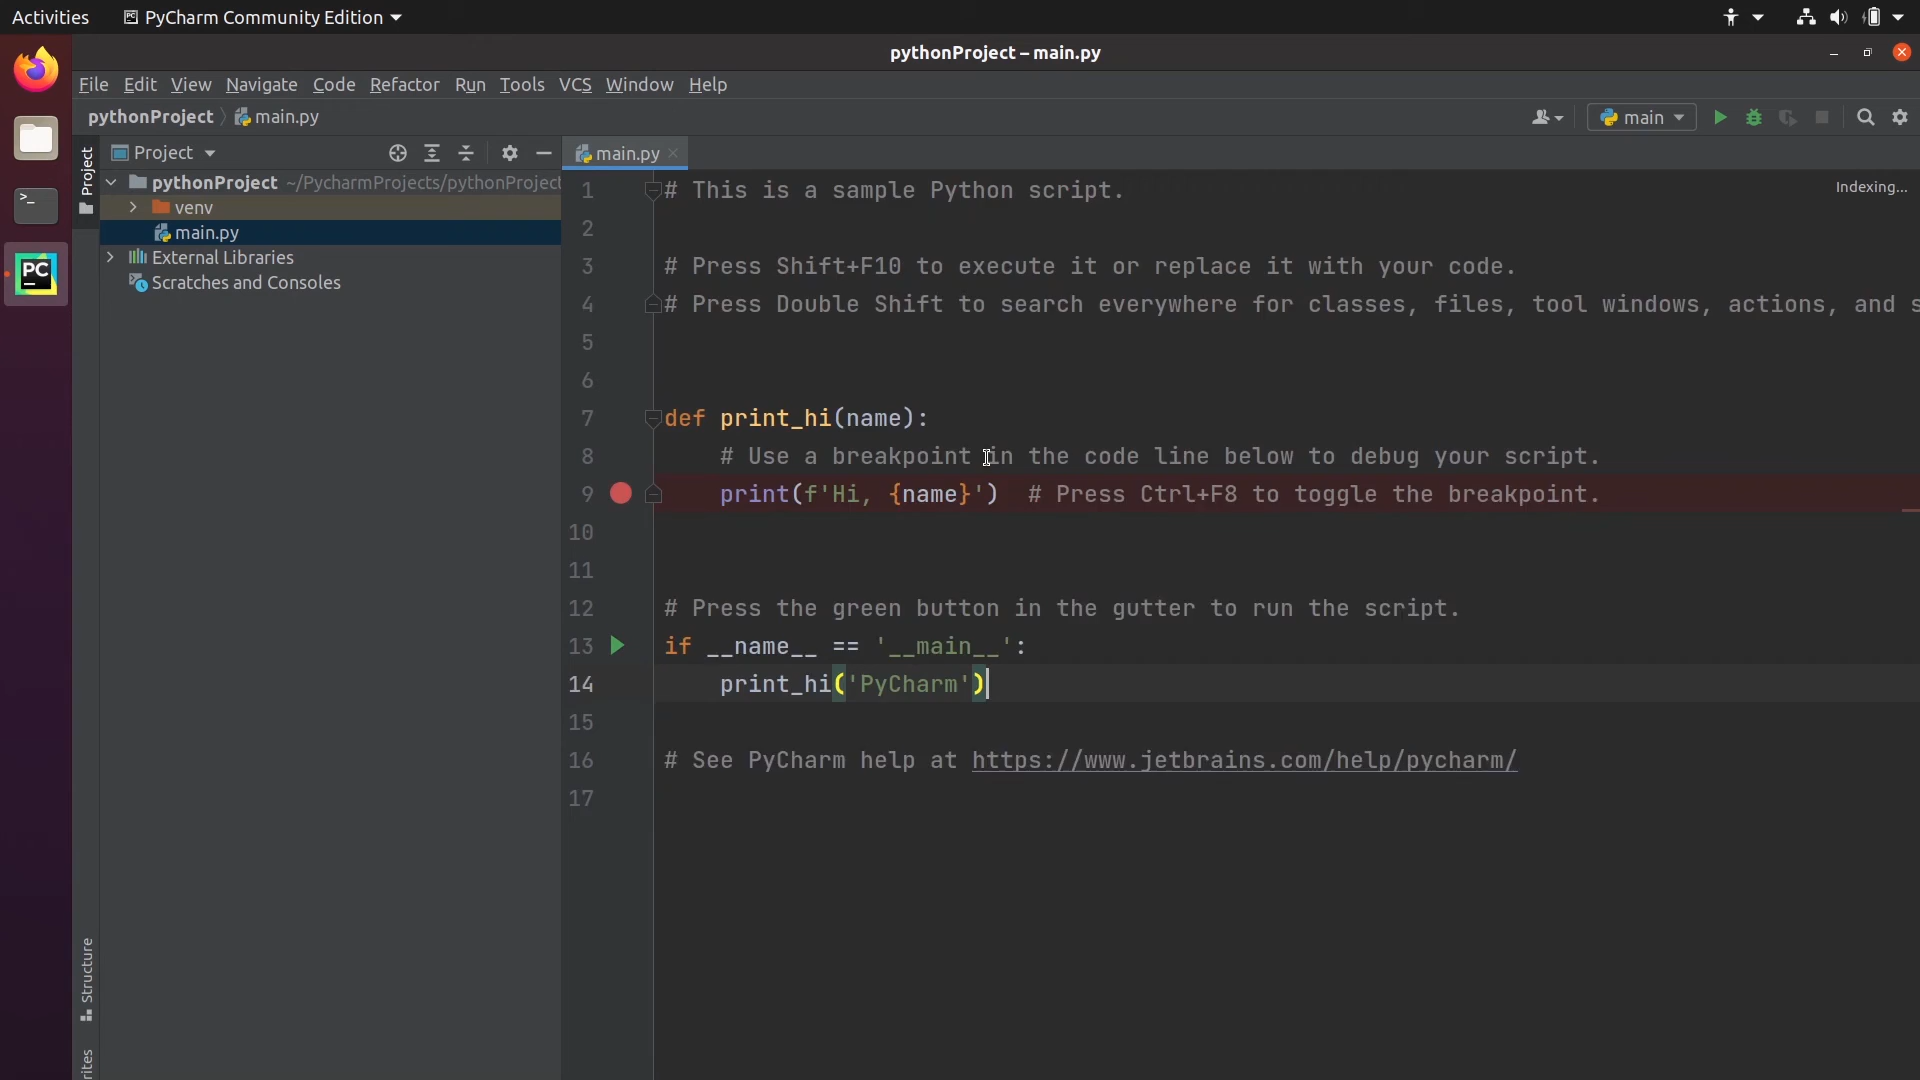 Activities PyCharm Community Edition
pythonProject – main.py
File Edit View Navigate Code Refactor Run Tools VCS Window Help
pythonProject main.py main
Project
Project main.py
pythonProject ~/PycharmProjects/pythonProject
venv
main.py
External Libraries
Scratches and Consoles
PC
Indexing...
1 # This is a sample Python script.
2
3 # Press Shift+F10 to execute it or replace it with your code.
4 # Press Double Shift to search everywhere for classes, files, tool windows, actions, and s
5
6
7 def print_hi(name):
8 # Use a breakpoint in the code line below to debug your script.
9 print(f'Hi, {name}') # Press Ctrl+F8 to toggle the breakpoint.
10
11
12 # Press the green button in the gutter to run the script.
13 if __name__ == '__main__':
14 print_hi('PyCharm')
15
16 # See PyCharm help at https://www.jetbrains.com/help/pycharm/
17
Structure
rites